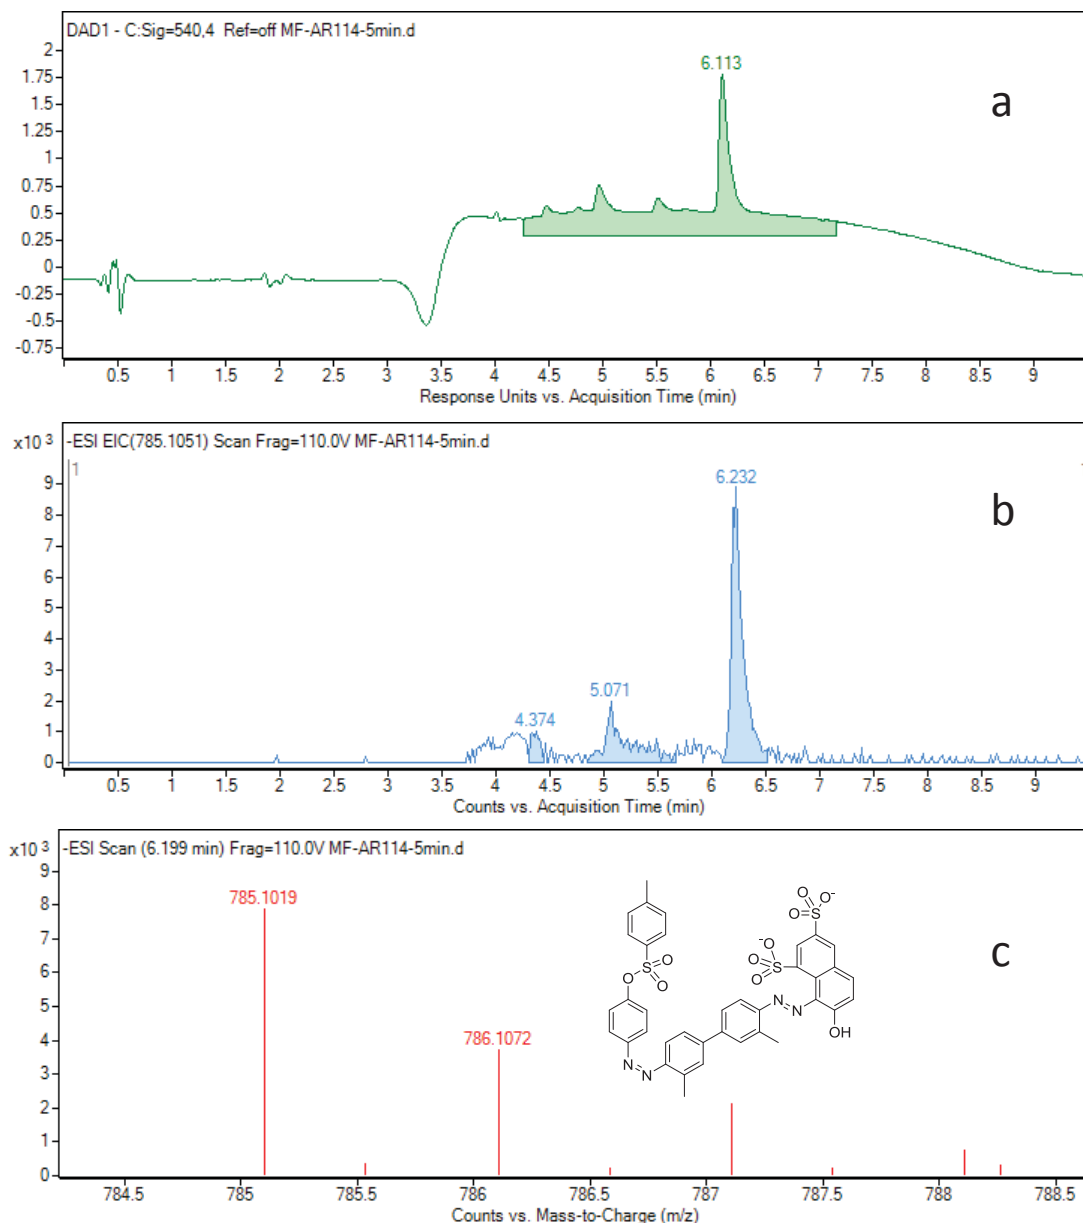 DAD1 - C:Sig=540,4 Ref=off MF-AR114-5min.d
2
1.75
1.5
1.25
1
0.75
0.5
0.25
0
-0.25
-0.5
-0.75
6.113
a
0.5 1 1.5 2 2.5 3 3.5 4 4.5 5 5.5 6 6.5 7 7.5 8 8.5 9
Response Units vs. Acquisition Time (min)
x10 3
-ESI EIC(785.1051) Scan Frag=110.0V MF-AR114-5min.d
1
9
8
7
6
5
4
3
2
1
0
6.232
5.071
4.374
b
0.5 1 1.5 2 2.5 3 3.5 4 4.5 5 5.5 6 6.5 7 7.5 8 8.5 9
Counts vs. Acquisition Time (min)
x10 3
-ESI Scan (6.199 min) Frag=110.0V MF-AR114-5min.d
9
8
7
6
5
4
3
2
1
0
785.1019
786.1072
O O⁻
S
O
⁻O
O
S
O
S O
O O
N N
OH
N N
c
784.5 785 785.5 786 786.5 787 787.5 788 788.5
Counts vs. Mass-to-Charge (m/z)